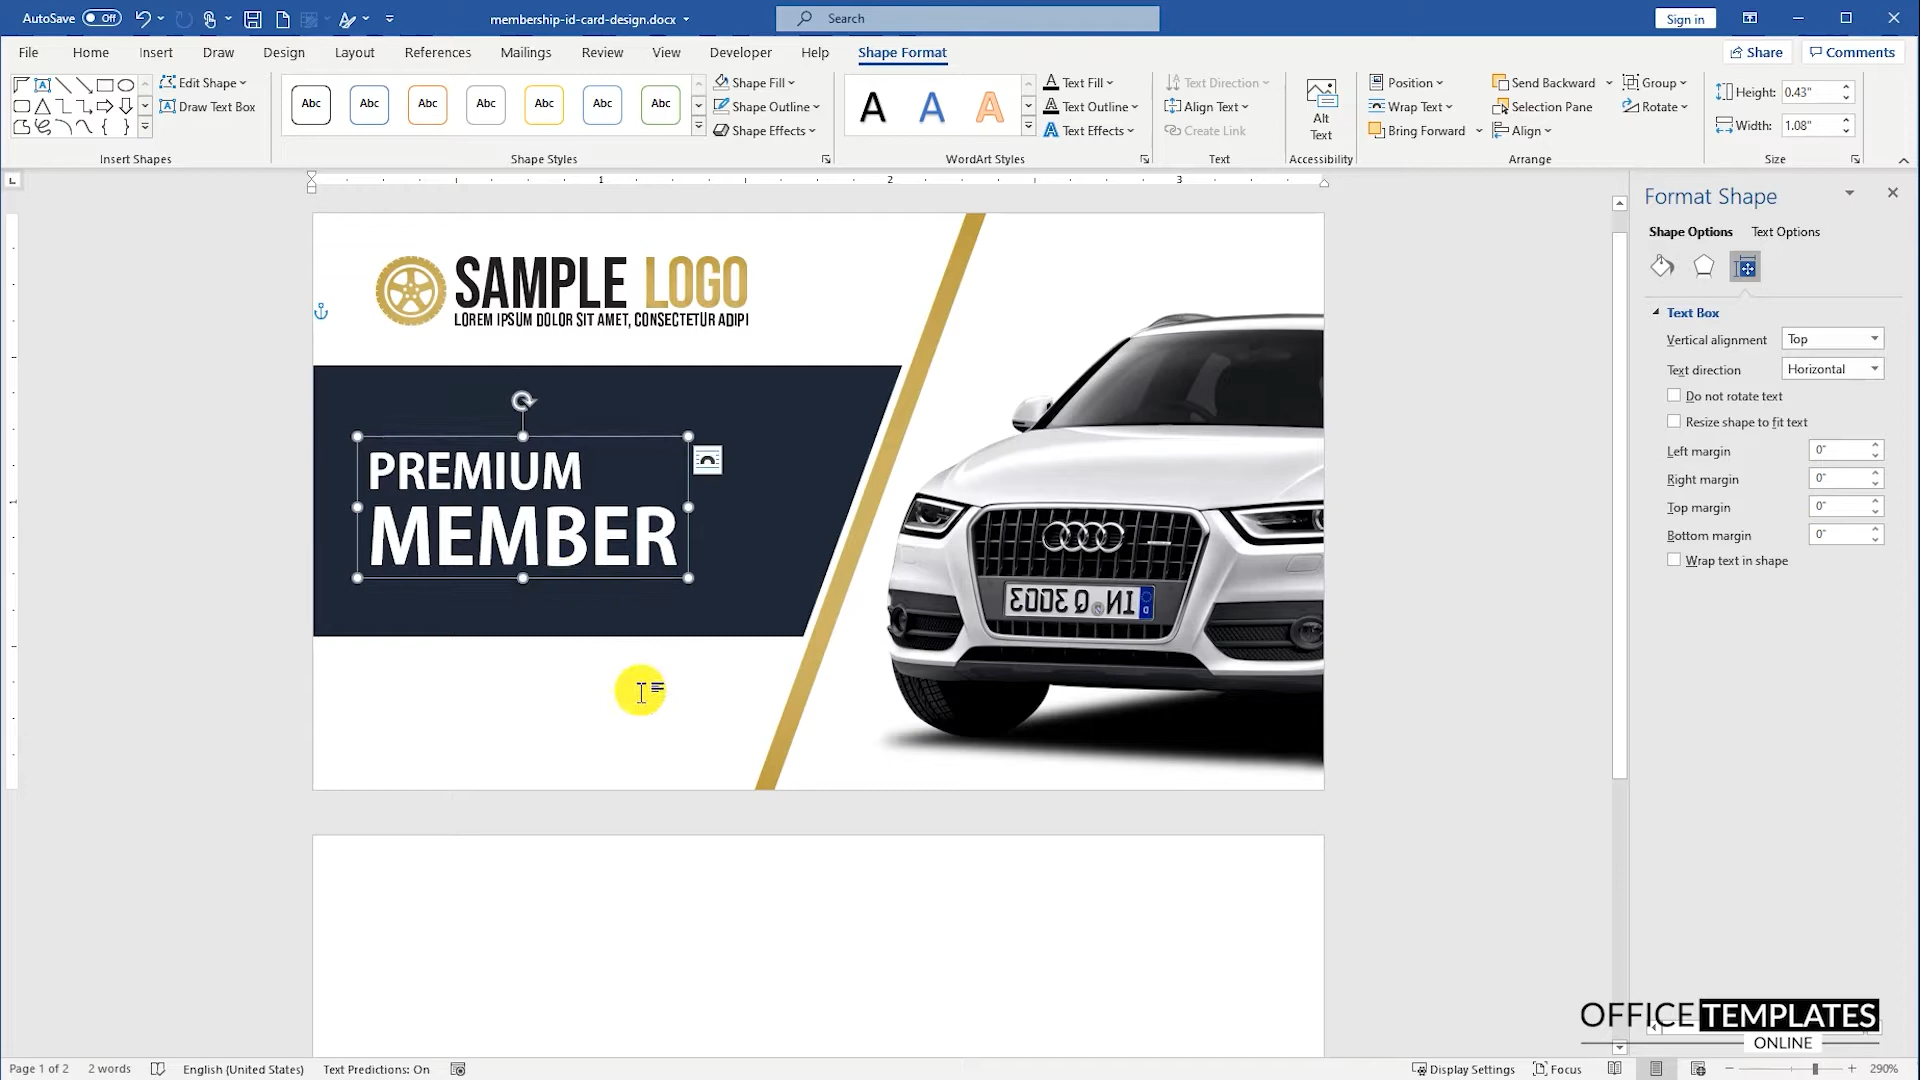 AutoSave Off membership-id-card-design.docx Search Sign in
File Home Insert Draw Design Layout References Mailings Review View Developer Help Shape Format Share Comments
Edit Shape
Draw Text Box
Insert Shapes
Abc Abc Abc Abc Abc Abc Abc
Shape Styles
Shape Fill
Shape Outline
Shape Effects
A A A
WordArt Styles
Text Fill
Text Outline
Text Effects
Text Direction
Align Text
Create Link
Text
Alt
Text
Accessibility
Position
Wrap Text
Bring Forward
Send Backward
Selection Pane
Align
Group
Rotate
Arrange
Height: 0.43"
Width: 1.08"
Size
1 2 3
SAMPLE LOGO
LOREM IPSUM DOLOR SIT AMET, CONSECTETUR ADIPI
PREMIUM
MEMBER
IN Q 3003
D
Format Shape
Shape Options Text Options
Text Box
Vertical alignment Top
Text direction Horizontal
Do not rotate text
Resize shape to fit text
Left margin 0"
Right margin 0"
Top margin 0"
Bottom margin 0"
Wrap text in shape
OFFICE TEMPLATES
ONLINE
Page 1 of 2 2 words English (United States) Text Predictions: On Display Settings Focus 290%